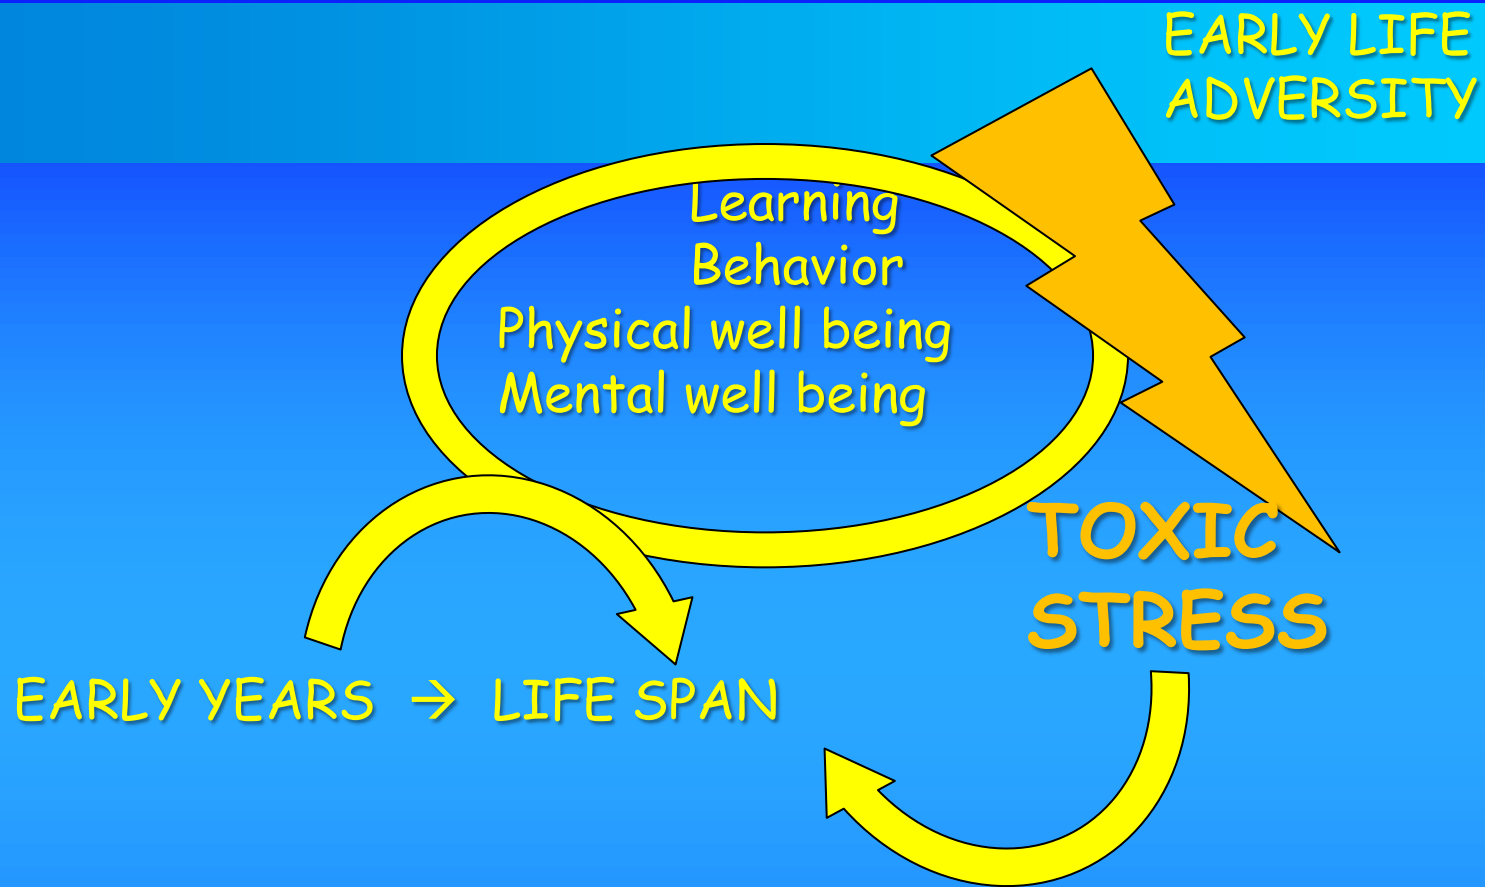 EARLY LIFE
ADVERSITY
Learning
Behavior
Physical well being
Mental well being
TOXIC
STRESS
EARLY YEARS → LIFE SPAN